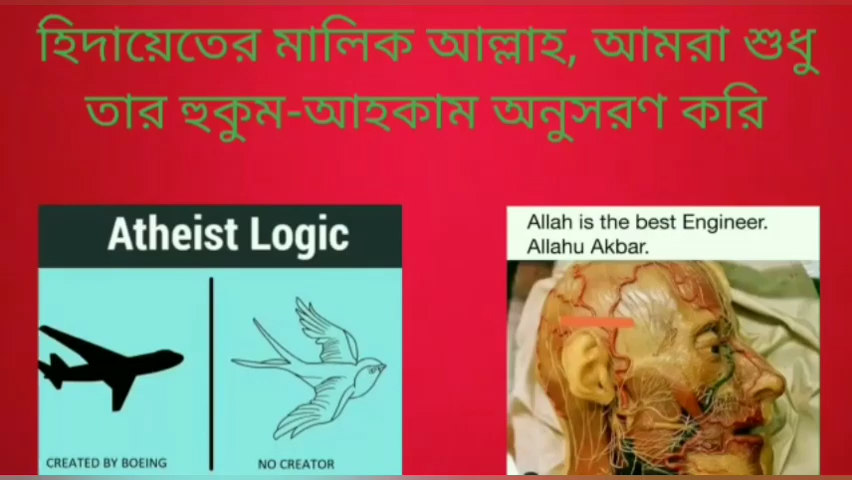 হিদায়েতের মালিক আল্লাহ, আমরা শুধু
তার হুকুম-আহকাম অনুসরণ করি
Atheist Logic
CREATED BY BOEING
NO CREATOR
Allah is the best Engineer.
Allahu Akbar.